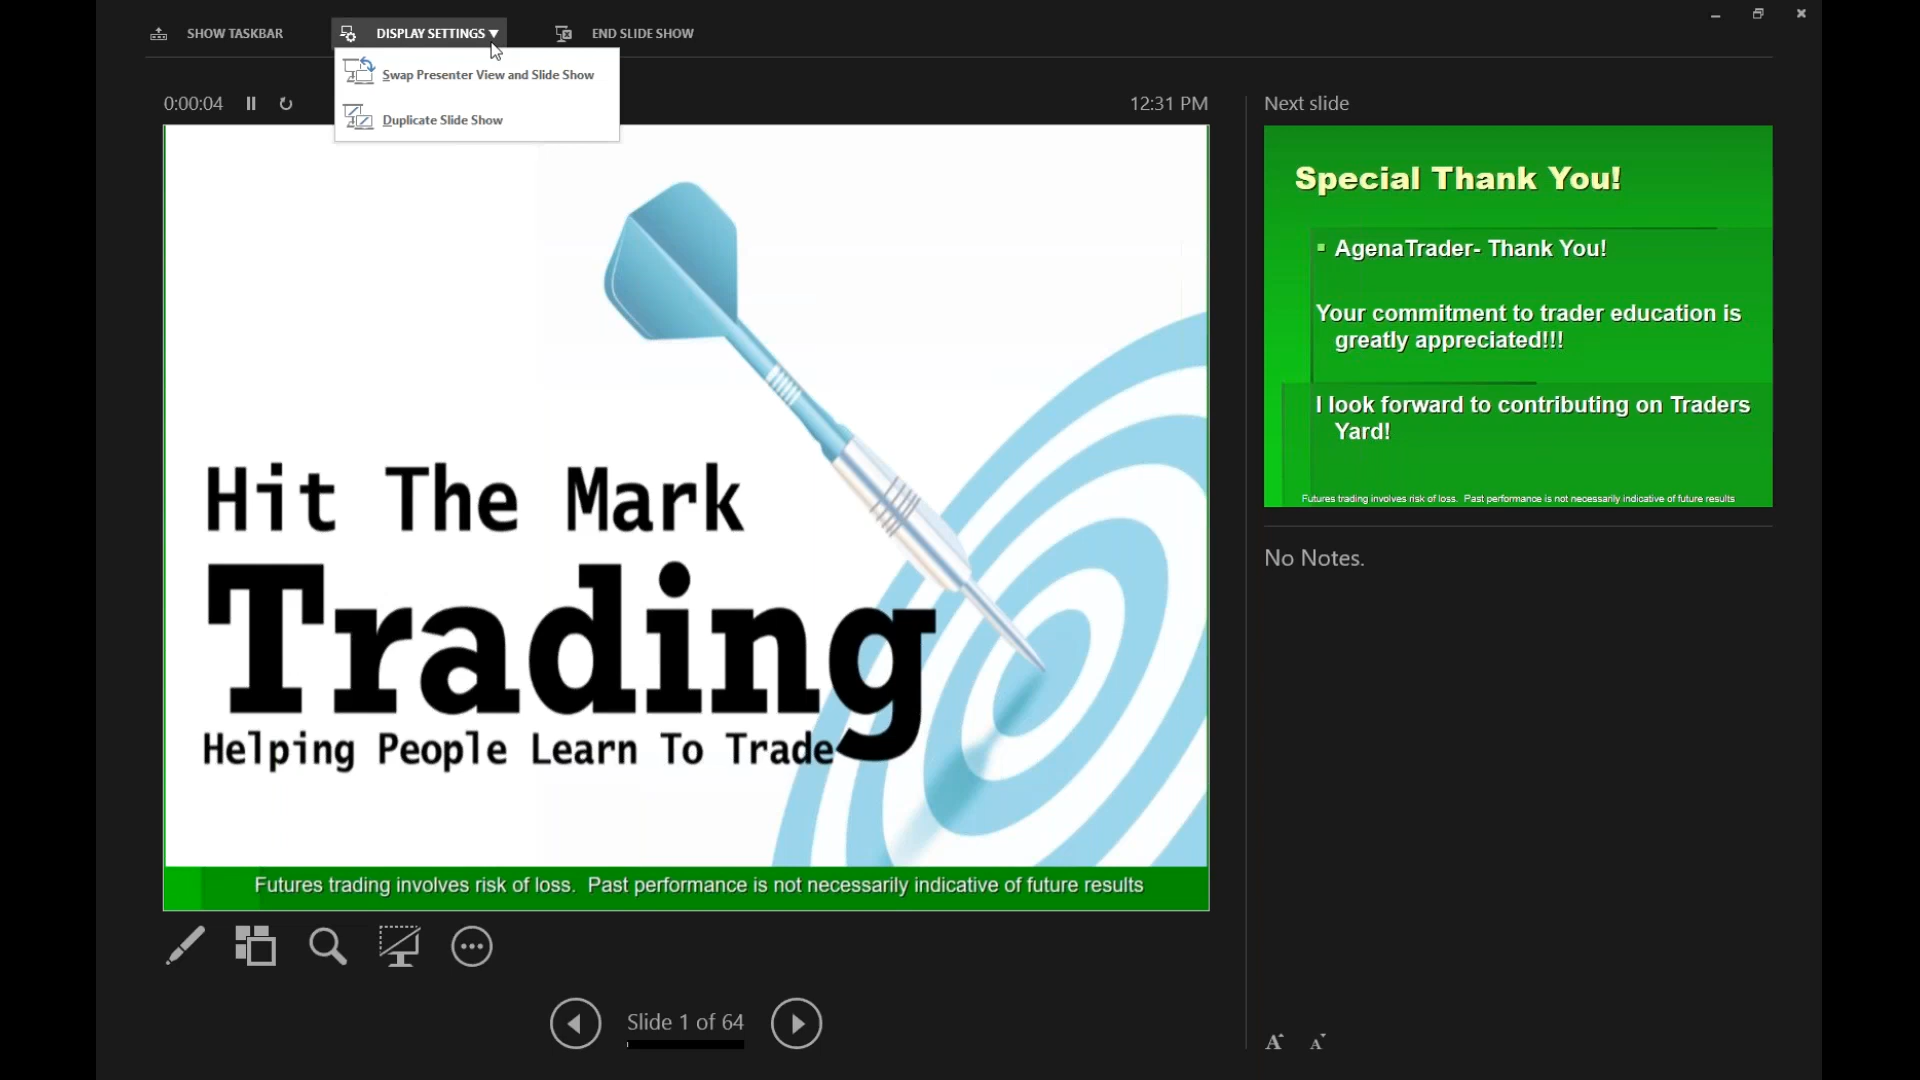 SHOW TASKBAR
DISPLAY SETTINGS ▼
END SLIDE SHOW
Swap Presenter View and Slide Show
Duplicate Slide Show
0:00:04
12:31 PM
Hit The Mark
Trading
Helping People Learn To Trade
Futures trading involves risk of loss. Past performance is not necessarily indicative of future results
Slide 1 of 64
Next slide
Special Thank You!
▪ AgenaTrader- Thank You!
Your commitment to trader education is
greatly appreciated!!!
I look forward to contributing on Traders
Yard!
Futures trading involves risk of loss. Past performance is not necessarily indicative of future results
No Notes.
A A